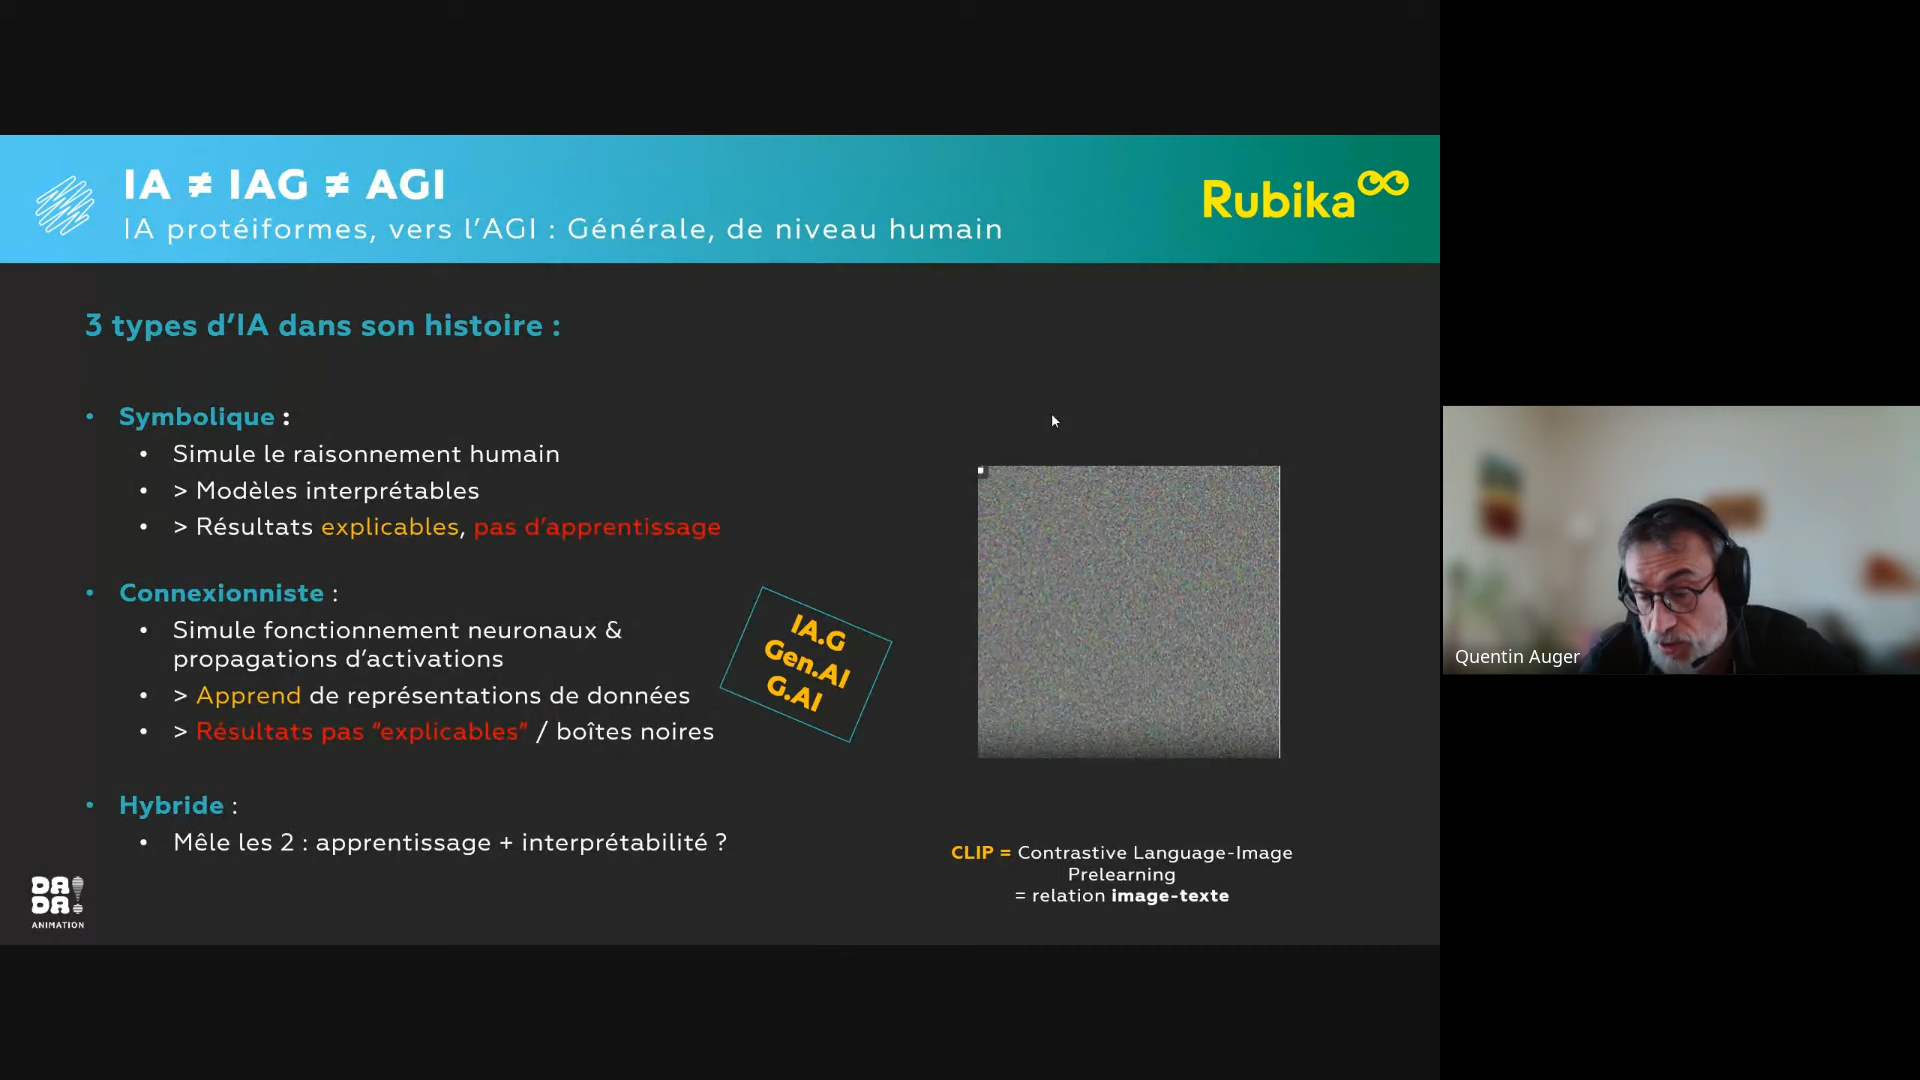 IA ≠ IAG ≠ AGI
IA protéiformes, vers l’AGI : Générale, de niveau humain
Rubika
3 types d’IA dans son histoire :
• Symbolique :
• Simule le raisonnement humain
• > Modèles interprétables
• > Résultats explicables, pas d’apprentissage
• Connexionniste :
• Simule fonctionnement neuronaux &
propagations d’activations
• > Apprend de représentations de données
• > Résultats pas “explicables” / boîtes noires
IA.G
Gen.AI
G.AI
• Hybride :
• Mêle les 2 : apprentissage + interprétabilité ?
CLIP = Contrastive Language-Image
Prelearning
= relation image-texte
DA
DA!
ANIMATION
Quentin Auger